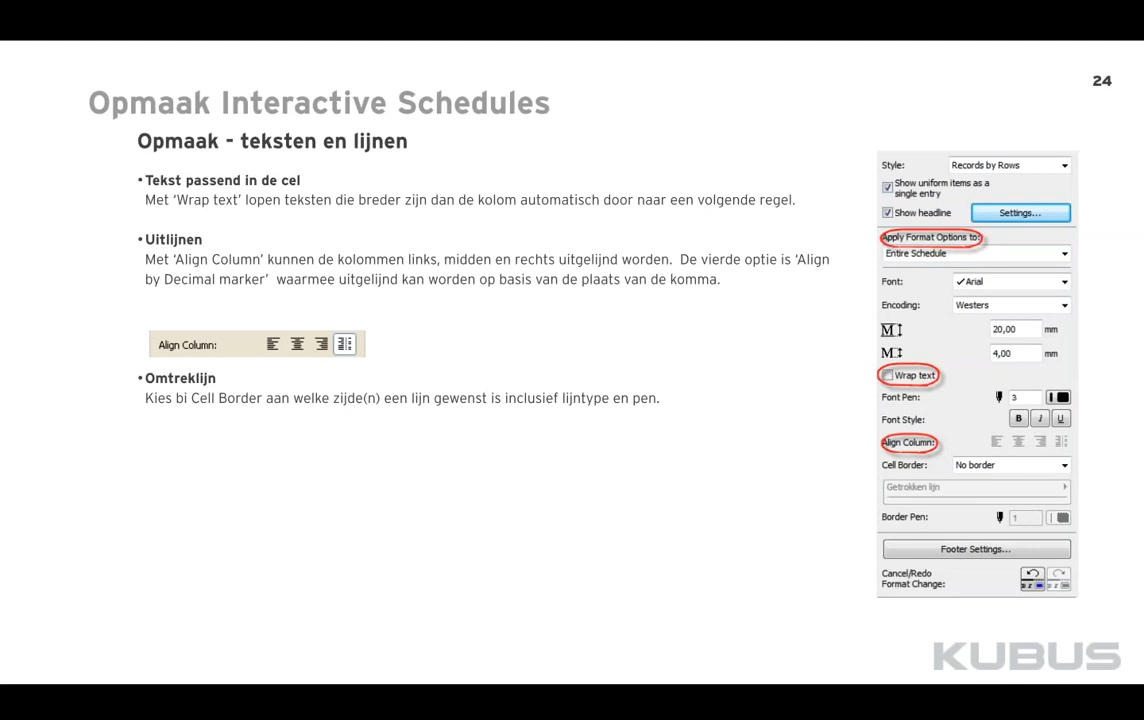 24
Opmaak Interactive Schedules
Opmaak - teksten en lijnen
• Tekst passend in de cel
Met ‘Wrap text’ lopen teksten die breder zijn dan de kolom automatisch door naar een volgende regel.
• Uitlijnen
Met ‘Align Column’ kunnen de kolommen links, midden en rechts uitgelijnd worden. De vierde optie is ‘Align
by Decimal marker’ waarmee uitgelijnd kan worden op basis van de plaats van de komma.
Align Column:
• Omtreklijn
Kies bi Cell Border aan welke zijde(n) een lijn gewenst is inclusief lijntype en pen.
Style: Records by Rows
Show uniform items as a
single entry
Show headline Settings...
Apply Format Options to:
Entire Schedule
Font: Arial
Encoding: Westers
M 20,00 mm
M 4,00 mm
Wrap text
Font Pen: 3
Font Style: B I U
Align Column:
Cell Border: No border
Getrokken lijn
Border Pen: 1
Footer Settings...
Cancel/Redo
Format Change:
KUBUS